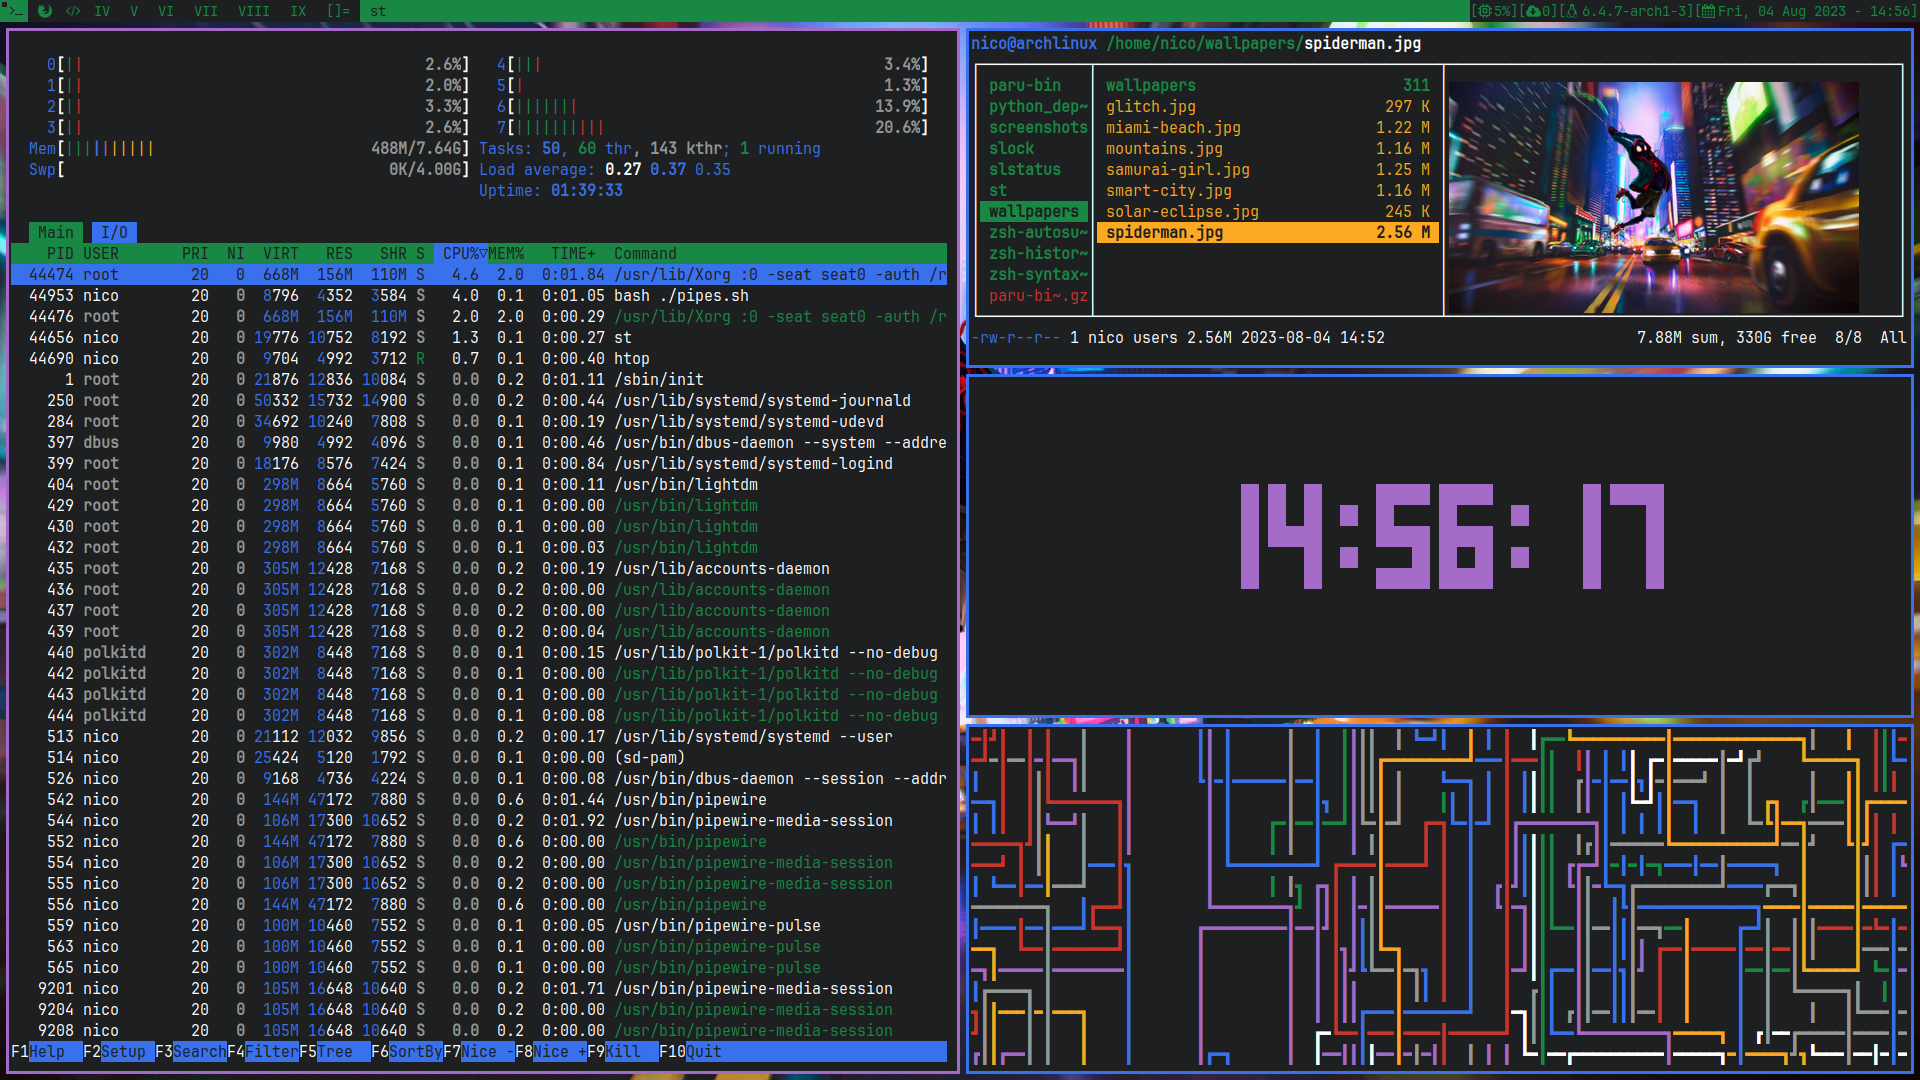 IV V VI VII VIII IX []= st
[5%][0][6.4.7-arch1-3][Fri, 04 Aug 2023 - 14:56]
0[|| 2.6%] 4[||| 3.4%]
1[|| 2.0%] 5[| 1.3%]
2[|| 3.3%] 6[||||||| 13.9%]
3[|| 2.6%] 7[|||||||||| 20.6%]
Mem[|||||||||| 488M/7.64G] Tasks: 50, 60 thr, 143 kthr; 1 running
Swp[ 0K/4.00G] Load average: 0.27 0.37 0.35
Uptime: 01:39:33
Main I/O
PID USER PRI NI VIRT RES SHR S CPU%▽MEM% TIME+ Command
44474 root 20 0 668M 156M 110M S 4.6 2.0 0:01.84 /usr/lib/Xorg :0 -seat seat0 -auth /r
44953 nico 20 0 8796 4352 3584 S 4.0 0.1 0:01.05 bash ./pipes.sh
44476 root 20 0 668M 156M 110M S 2.0 2.0 0:00.29 /usr/lib/Xorg :0 -seat seat0 -auth /r
44656 nico 20 0 19776 10752 8192 S 1.3 0.1 0:00.27 st
44690 nico 20 0 9704 4992 3712 R 0.7 0.1 0:00.40 htop
1 root 20 0 21876 12836 10084 S 0.0 0.2 0:01.11 /sbin/init
250 root 20 0 50332 15732 14900 S 0.0 0.2 0:00.44 /usr/lib/systemd/systemd-journald
284 root 20 0 34692 10240 7808 S 0.0 0.1 0:00.19 /usr/lib/systemd/systemd-udevd
397 dbus 20 0 9980 4992 4096 S 0.0 0.1 0:00.46 /usr/bin/dbus-daemon --system --addre
399 root 20 0 18176 8576 7424 S 0.0 0.1 0:00.84 /usr/lib/systemd/systemd-logind
404 root 20 0 298M 8664 5760 S 0.0 0.1 0:00.11 /usr/bin/lightdm
429 root 20 0 298M 8664 5760 S 0.0 0.1 0:00.00 /usr/bin/lightdm
430 root 20 0 298M 8664 5760 S 0.0 0.1 0:00.00 /usr/bin/lightdm
432 root 20 0 298M 8664 5760 S 0.0 0.1 0:00.03 /usr/bin/lightdm
435 root 20 0 305M 12428 7168 S 0.0 0.2 0:00.19 /usr/lib/accounts-daemon
436 root 20 0 305M 12428 7168 S 0.0 0.2 0:00.00 /usr/lib/accounts-daemon
437 root 20 0 305M 12428 7168 S 0.0 0.2 0:00.00 /usr/lib/accounts-daemon
439 root 20 0 305M 12428 7168 S 0.0 0.2 0:00.04 /usr/lib/accounts-daemon
440 polkitd 20 0 302M 8448 7168 S 0.0 0.1 0:00.15 /usr/lib/polkit-1/polkitd --no-debug
442 polkitd 20 0 302M 8448 7168 S 0.0 0.1 0:00.00 /usr/lib/polkit-1/polkitd --no-debug
443 polkitd 20 0 302M 8448 7168 S 0.0 0.1 0:00.00 /usr/lib/polkit-1/polkitd --no-debug
444 polkitd 20 0 302M 8448 7168 S 0.0 0.1 0:00.08 /usr/lib/polkit-1/polkitd --no-debug
513 nico 20 0 21112 12032 9856 S 0.0 0.2 0:00.17 /usr/lib/systemd/systemd --user
514 nico 20 0 25424 5120 1792 S 0.0 0.1 0:00.00 (sd-pam)
526 nico 20 0 9168 4736 4224 S 0.0 0.1 0:00.08 /usr/bin/dbus-daemon --session --addr
542 nico 20 0 144M 47172 7880 S 0.0 0.6 0:01.44 /usr/bin/pipewire
544 nico 20 0 106M 17300 10652 S 0.0 0.2 0:01.92 /usr/bin/pipewire-media-session
552 nico 20 0 144M 47172 7880 S 0.0 0.6 0:00.00 /usr/bin/pipewire
554 nico 20 0 106M 17300 10652 S 0.0 0.2 0:00.00 /usr/bin/pipewire-media-session
555 nico 20 0 106M 17300 10652 S 0.0 0.2 0:00.00 /usr/bin/pipewire-media-session
556 nico 20 0 144M 47172 7880 S 0.0 0.6 0:00.00 /usr/bin/pipewire
559 nico 20 0 100M 10460 7552 S 0.0 0.1 0:00.05 /usr/bin/pipewire-pulse
563 nico 20 0 100M 10460 7552 S 0.0 0.1 0:00.00 /usr/bin/pipewire-pulse
565 nico 20 0 100M 10460 7552 S 0.0 0.1 0:00.00 /usr/bin/pipewire-pulse
9201 nico 20 0 105M 16648 10640 S 0.0 0.2 0:01.71 /usr/bin/pipewire-media-session
9204 nico 20 0 105M 16648 10640 S 0.0 0.2 0:00.00 /usr/bin/pipewire-media-session
9208 nico 20 0 105M 16648 10640 S 0.0 0.2 0:00.00 /usr/bin/pipewire-media-session
F1Help F2Setup F3SearchF4FilterF5Tree F6SortByF7Nice -F8Nice +F9Kill F10Quit
nico@archlinux /home/nico/wallpapers/spiderman.jpg
paru-bin wallpapers 311
python_dep~ glitch.jpg 297 K
screenshots miami-beach.jpg 1.22 M
slock mountains.jpg 1.16 M
slstatus samurai-girl.jpg 1.25 M
st smart-city.jpg 1.16 M
wallpapers solar-eclipse.jpg 245 K
zsh-autosu~ spiderman.jpg 2.56 M
zsh-histor~
zsh-syntax~
paru-bi~.gz
-rw-r--r-- 1 nico users 2.56M 2023-08-04 14:52 7.88M sum, 330G free 8/8 All
14:56:17